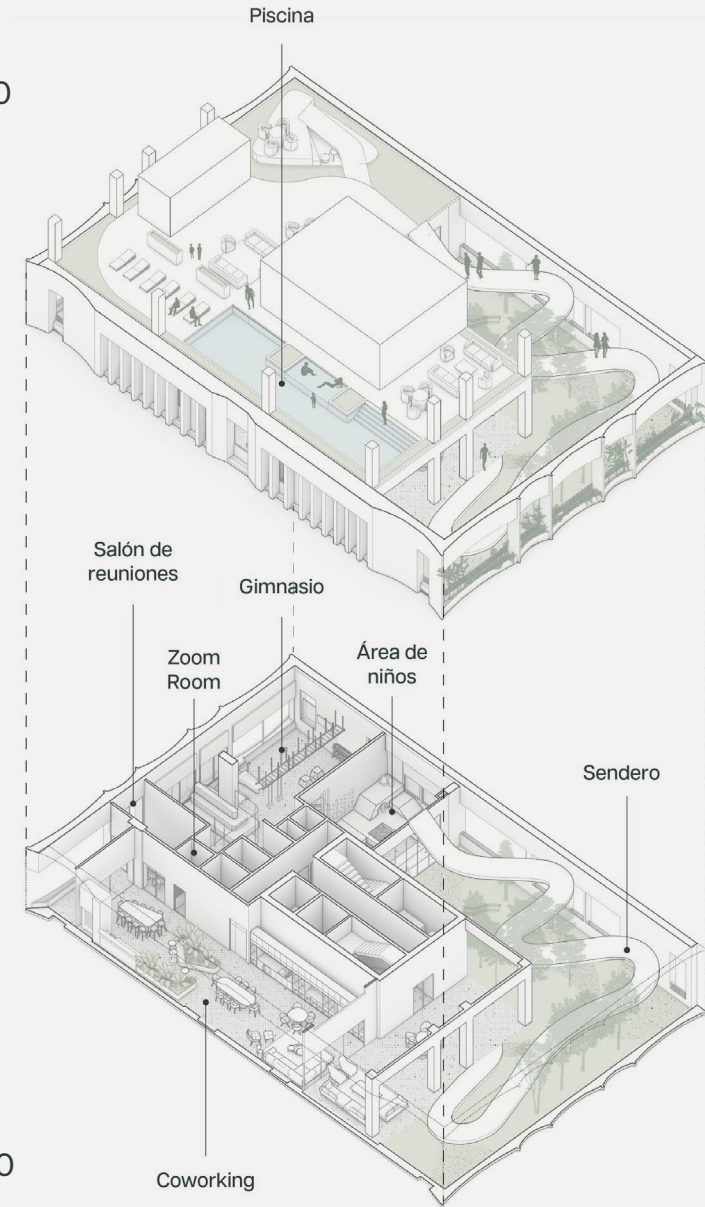 Piscina
O
Salón de
reuniones
Gimnasio
Zoom
Room
Área de
niños
Sendero
O
Coworking